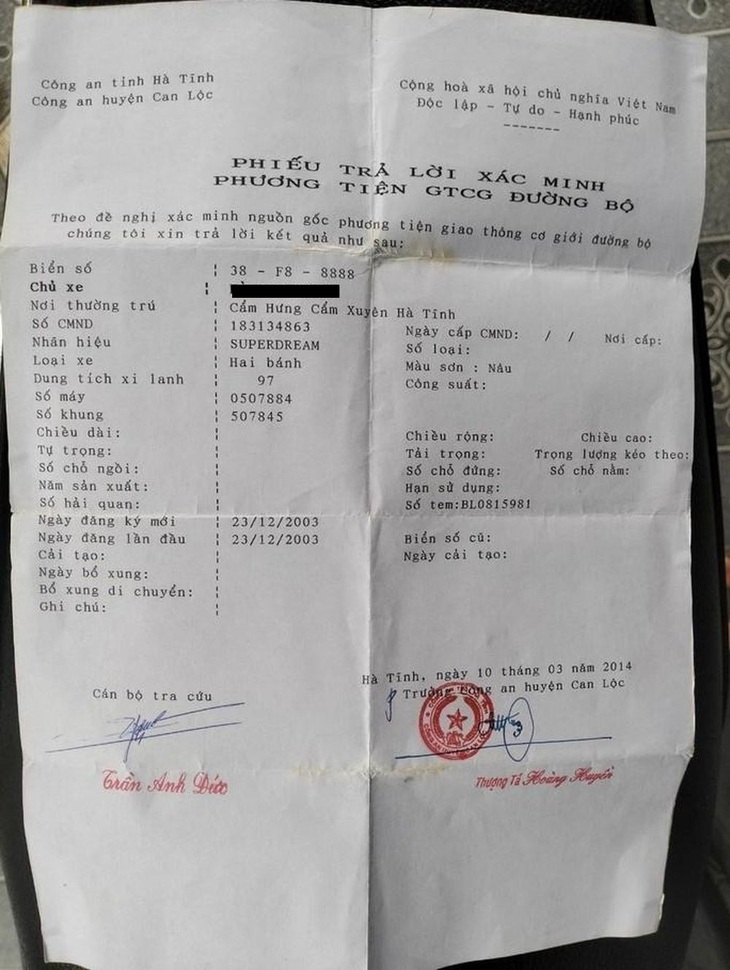 Công an tỉnh Hà Tĩnh
Công an huyện Can Lộc
Cộng hoà xã hội chủ nghĩa Việt Nam
Độc lập - Tự do - Hạnh phúc
-------
PHIẾU TRẢ LỜI XÁC MINH
PHƯƠNG TIỆN GTCG ĐƯỜNG BỘ
Theo đề nghị xác minh nguồn gốc phương tiện giao thông cơ giới đường bộ
chúng tôi xin trả lời kết quả như sau:
Biển số ¦ 38 - F8 - 8888
Chủ xe ¦
Nơi thường trú ¦ Cẩm Hưng Cẩm Xuyên Hà Tĩnh
Số CMND ¦ 183134863 Ngày cấp CMND: / / Nơi cấp:
Nhãn hiệu ¦ SUPERDREAM Số loại:
Loại xe ¦ Hai bánh Màu sơn : Nâu
Dung tích xi lanh ¦ 97 Công suất:
Số máy ¦ 0507884
Số khung ¦ 507845
Chiều dài: ¦ Chiều rộng: Chiều cao:
Tự trọng: ¦ Tải trọng: Trọng lượng kéo theo:
Số chỗ ngồi: ¦ Số chỗ đứng: Số chỗ nằm:
Năm sản xuất: ¦ Hạn sử dụng:
Số hải quan: ¦ Số tem:BL0815981
Ngày đăng ký mới ¦ 23/12/2003
Ngày đăng lần đầu ¦ 23/12/2003 Biển số cũ:
Cải tạo: ¦ Ngày cải tạo:
Ngày bổ xung: ¦
Bổ xung di chuyển: ¦
Ghi chú: ¦
Hà Tĩnh, ngày 10 tháng 03 năm 2014
Cán bộ tra cứu
Trưởng Công an huyện Can Lộc
Trần Anh Đức
Thượng Tá Hoàng Huyền